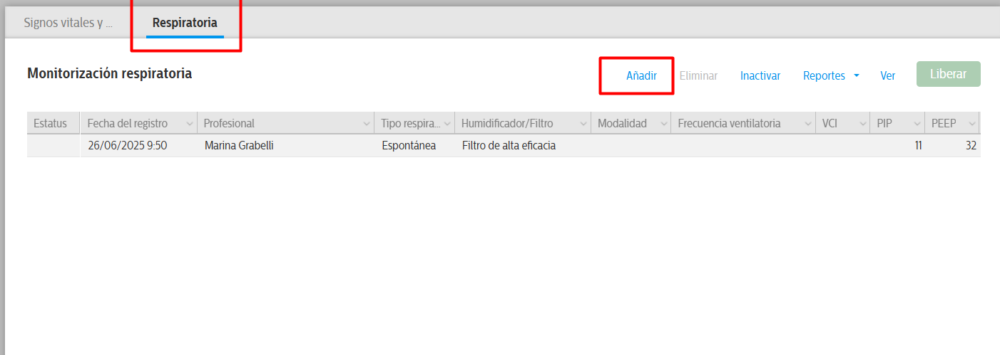 Signos vitales y ... Respiratoria
Monitorización respiratoria Añadir Eliminar Inactivar Reportes Ver Liberar
Estatus Fecha del registro Profesional Tipo respira... Humidificador/Filtro Modalidad Frecuencia ventilatoria VCI PIP PEEP
26/06/2025 9:50 Marina Grabelli Espontánea Filtro de alta eficacia 11 32